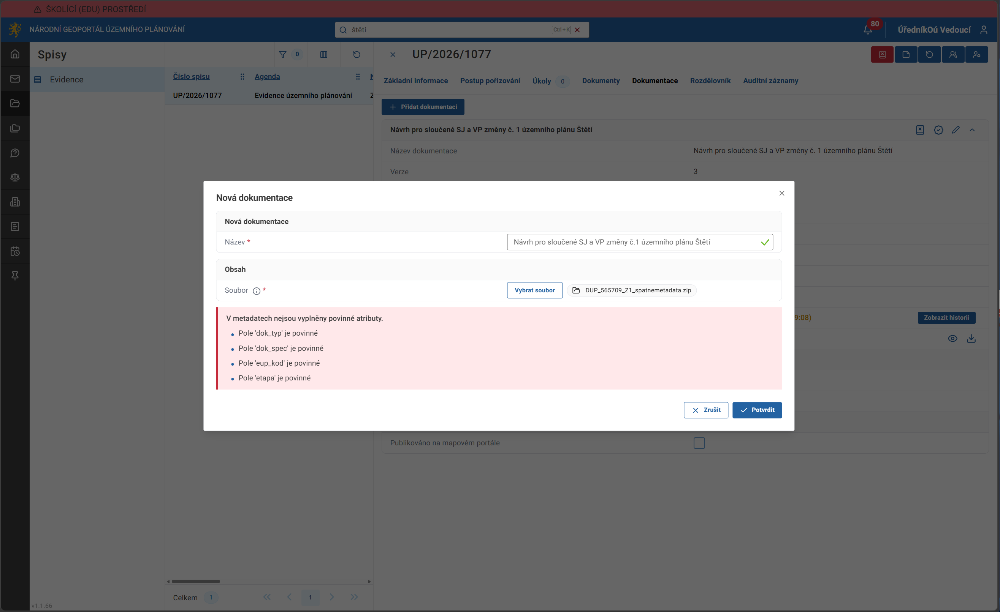 ŠKOLÍCÍ (EDU) PROSTŘEDÍ
NÁRODNÍ GEOPORTÁL ÚZEMNÍHO PLÁNOVÁNÍ
štětí
Ctrl+K
80
ÚředníkOú Vedoucí
Spisy
0
UP/2026/1077
Evidence
Číslo spisu
Agenda
UP/2026/1077
Evidence územního plánování
Základní informace
Postup pořizování
Úkoly 0
Dokumenty
Dokumentace
Rozdělovník
Auditní záznamy
Přidat dokumentaci
Návrh pro sloučené SJ a VP změny č. 1 územního plánu Štětí
Název dokumentace
Návrh pro sloučené SJ a VP změny č. 1 územního plánu Štětí
Verze
3
Nová dokumentace
Nová dokumentace
Název *
Návrh pro sloučené SJ a VP změny č.1 územního plánu Štětí
Obsah
Soubor *
Vybrat soubor
DUP_565709_Z1_spatnemetadata.zip
V metadatech nejsou vyplněny povinné atributy.
Pole 'dok_typ' je povinné
Pole 'dok_spec' je povinné
Pole 'eup_kod' je povinné
Pole 'etapa' je povinné
Zrušit
Potvrdit
9:08)
Zobrazit historii
Publikováno na mapovém portále
Celkem 1
1
v1.1.66